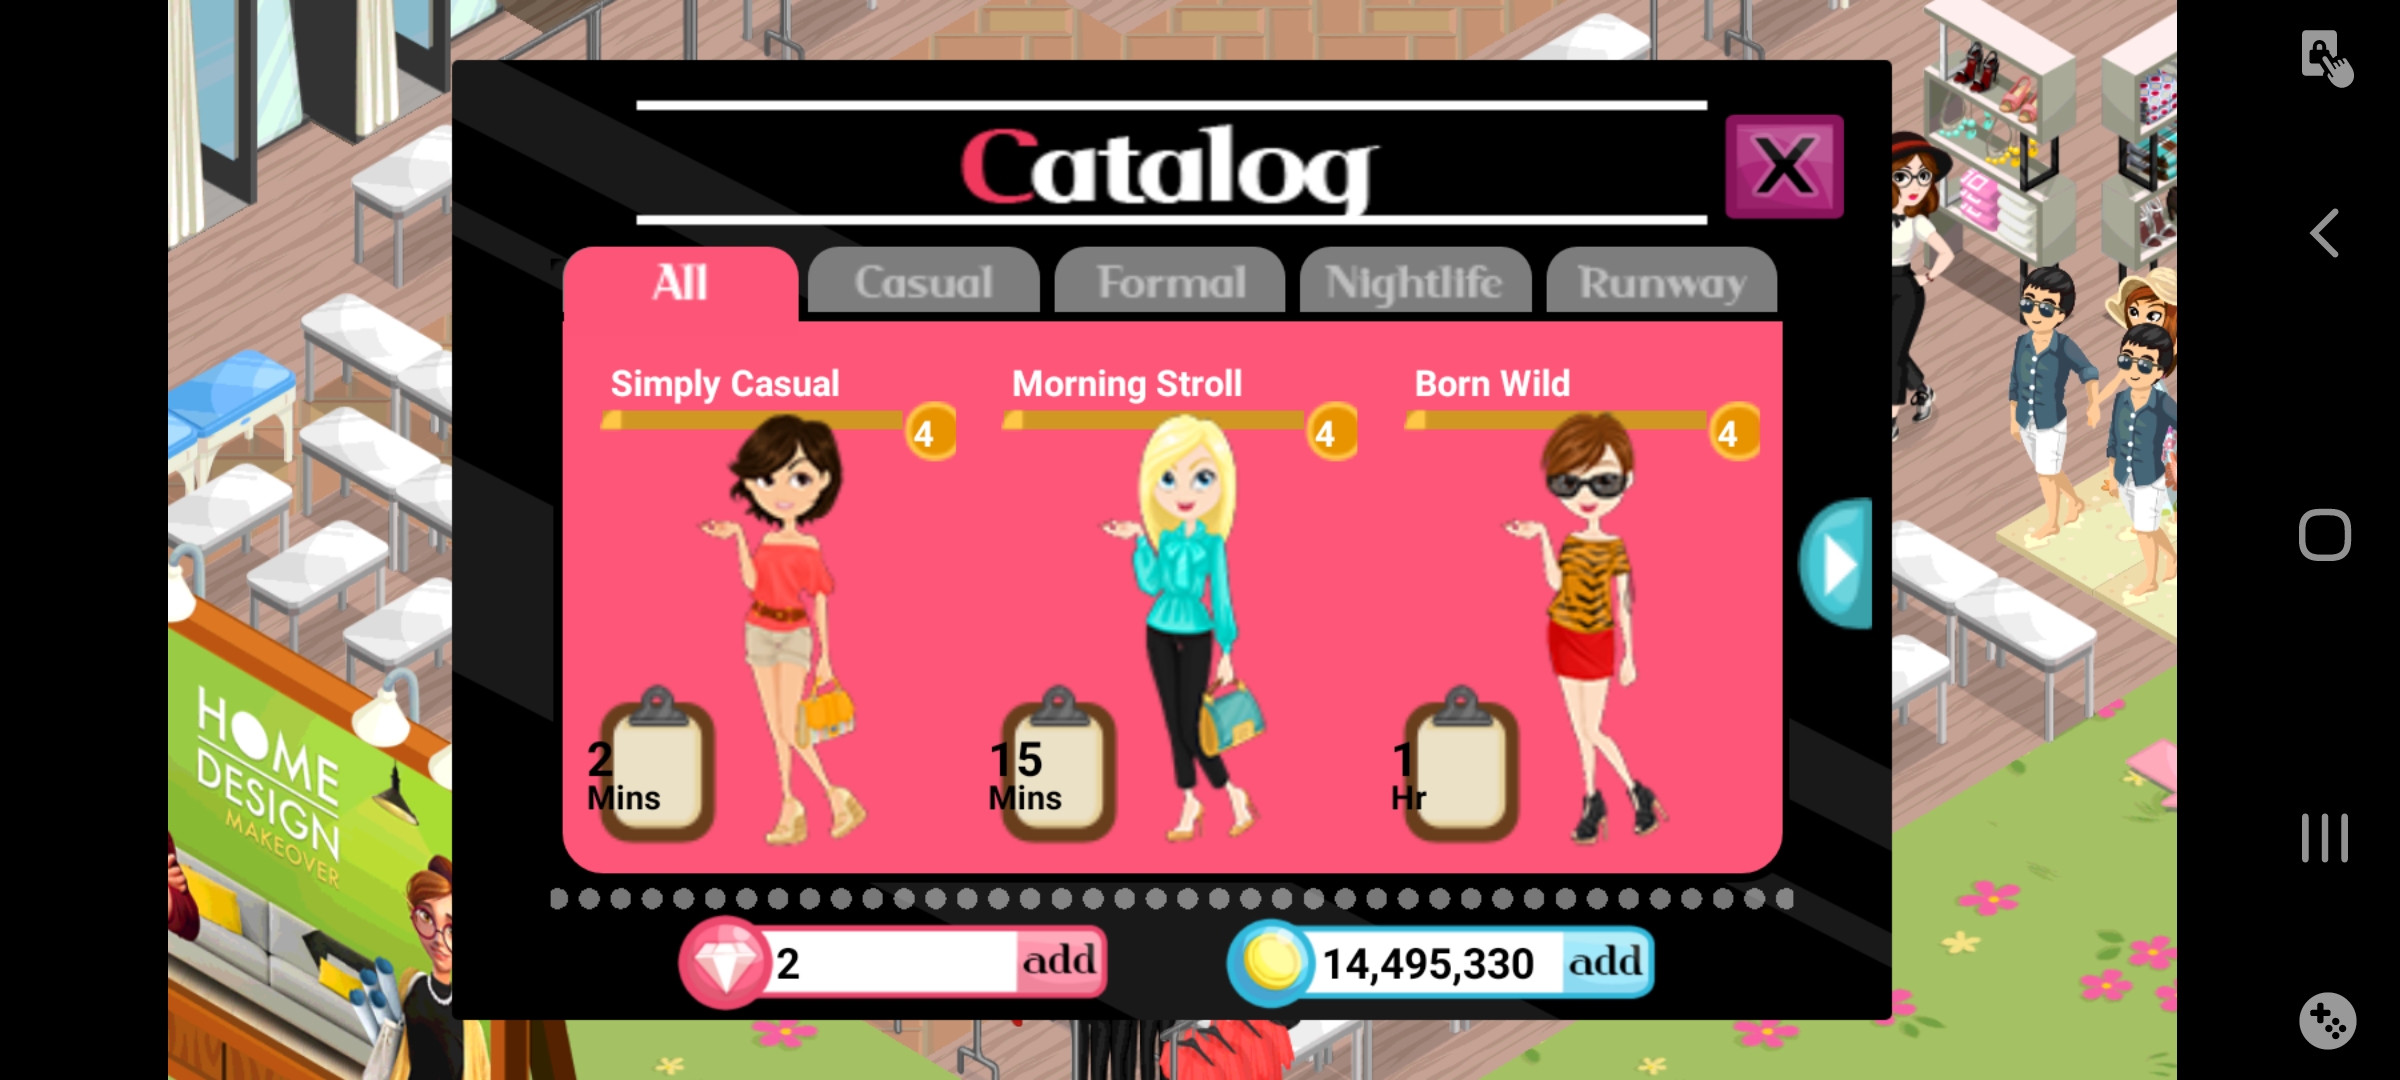 Catalog
X
All
Casual
Formal
Nightlife
Runway
Simply Casual
4
Morning Stroll
4
Born Wild
4
2
Mins
15
Mins
1
Hr
HOME
DESIGN
MAKEOVER
2
add
14,495,330
add